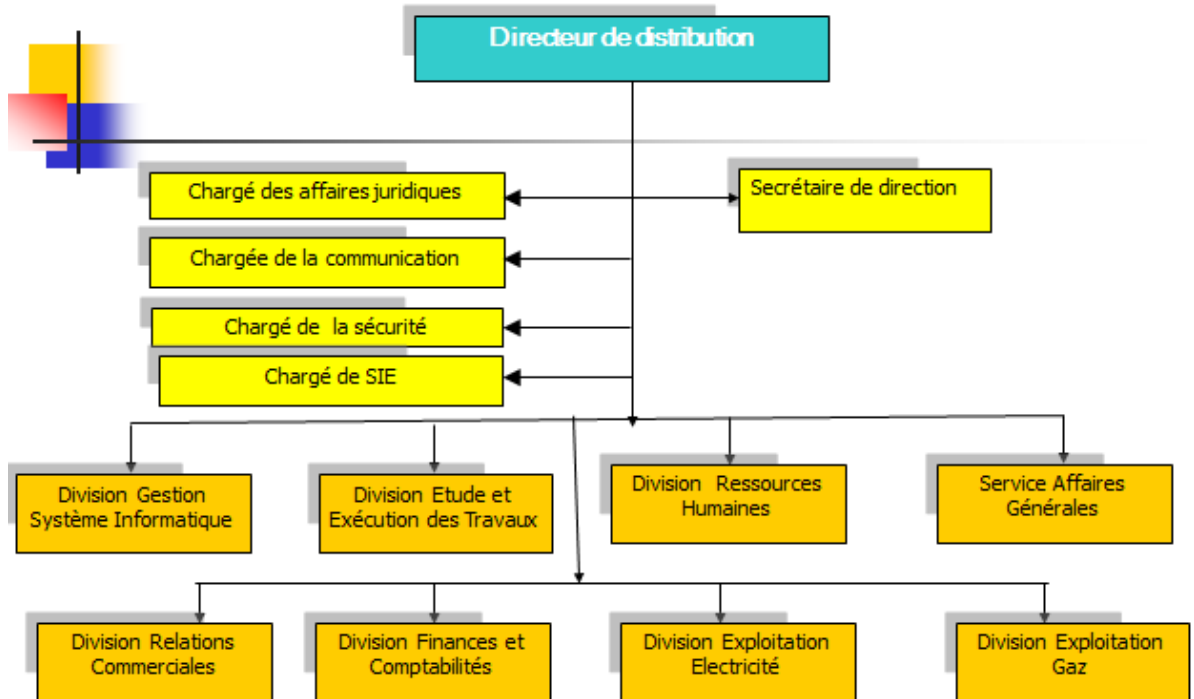 Directeur de distribution
Chargé des affaires juridiques
Secrétaire de direction
Chargée de la communication
Chargé de la sécurité
Chargé de SIE
Division Gestion
Système Informatique
Division Etude et
Exécution des Travaux
Division Ressources
Humaines
Service Affaires
Générales
Division Relations
Commerciales
Division Finances et
Comptabilités
Division Exploitation
Electricité
Division Exploitation
Gaz